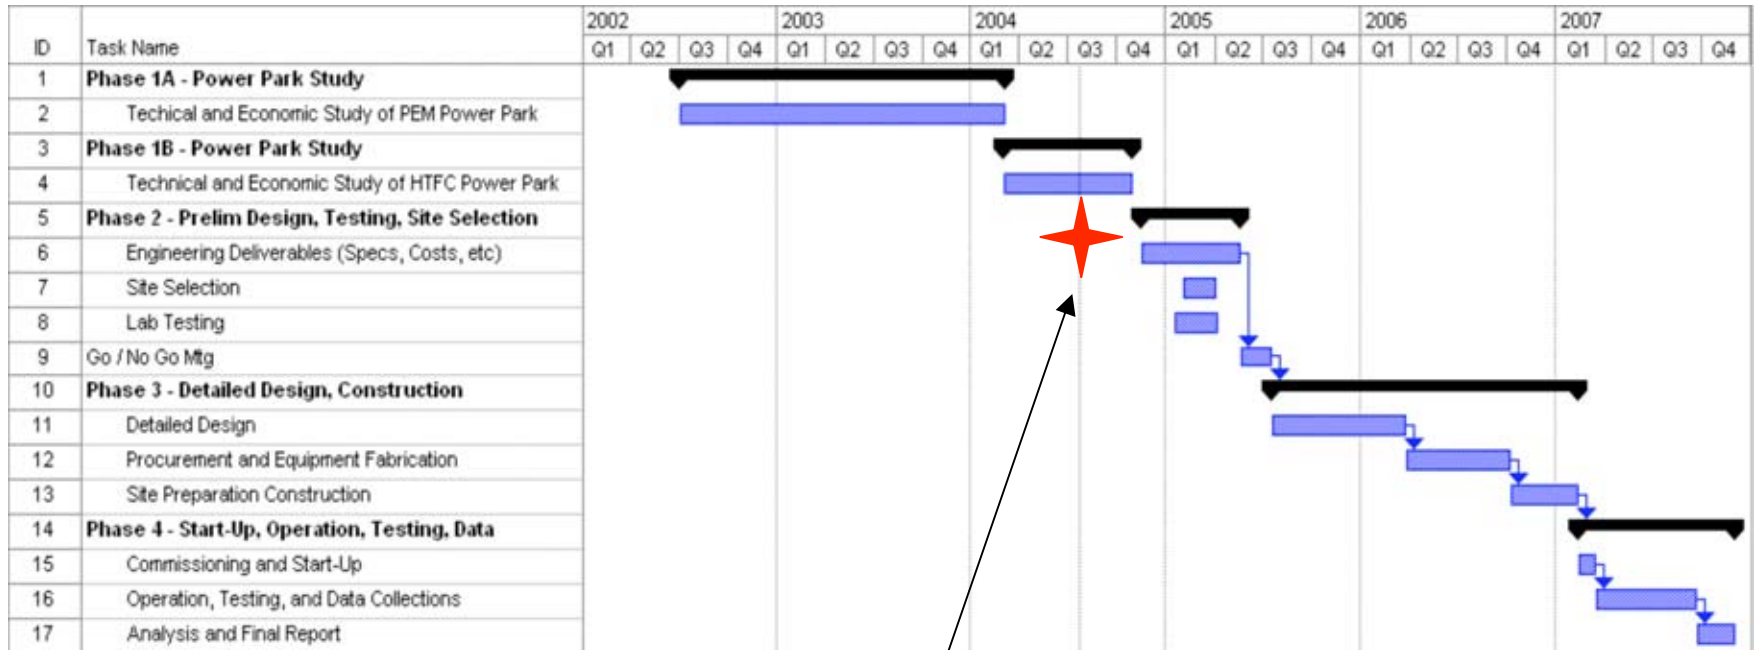 2002 2003 2004 2005 2006 2007
ID Task Name Q1 Q2 Q3 Q4 Q1 Q2 Q3 Q4 Q1 Q2 Q3 Q4 Q1 Q2 Q3 Q4 Q1 Q2 Q3 Q4 Q1 Q2 Q3 Q4
1 Phase 1A - Power Park Study
2 Techical and Economic Study of PEM Power Park
3 Phase 1B - Power Park Study
4 Technical and Economic Study of HTFC Power Park
5 Phase 2 - Prelim Design, Testing, Site Selection
6 Engineering Deliverables (Specs, Costs, etc)
7 Site Selection
8 Lab Testing
9 Go / No Go Mtg
10 Phase 3 - Detailed Design, Construction
11 Detailed Design
12 Procurement and Equipment Fabrication
13 Site Preparation Construction
14 Phase 4 - Start-Up, Operation, Testing, Data
15 Commissioning and Start-Up
16 Operation, Testing, and Data Collections
17 Analysis and Final Report